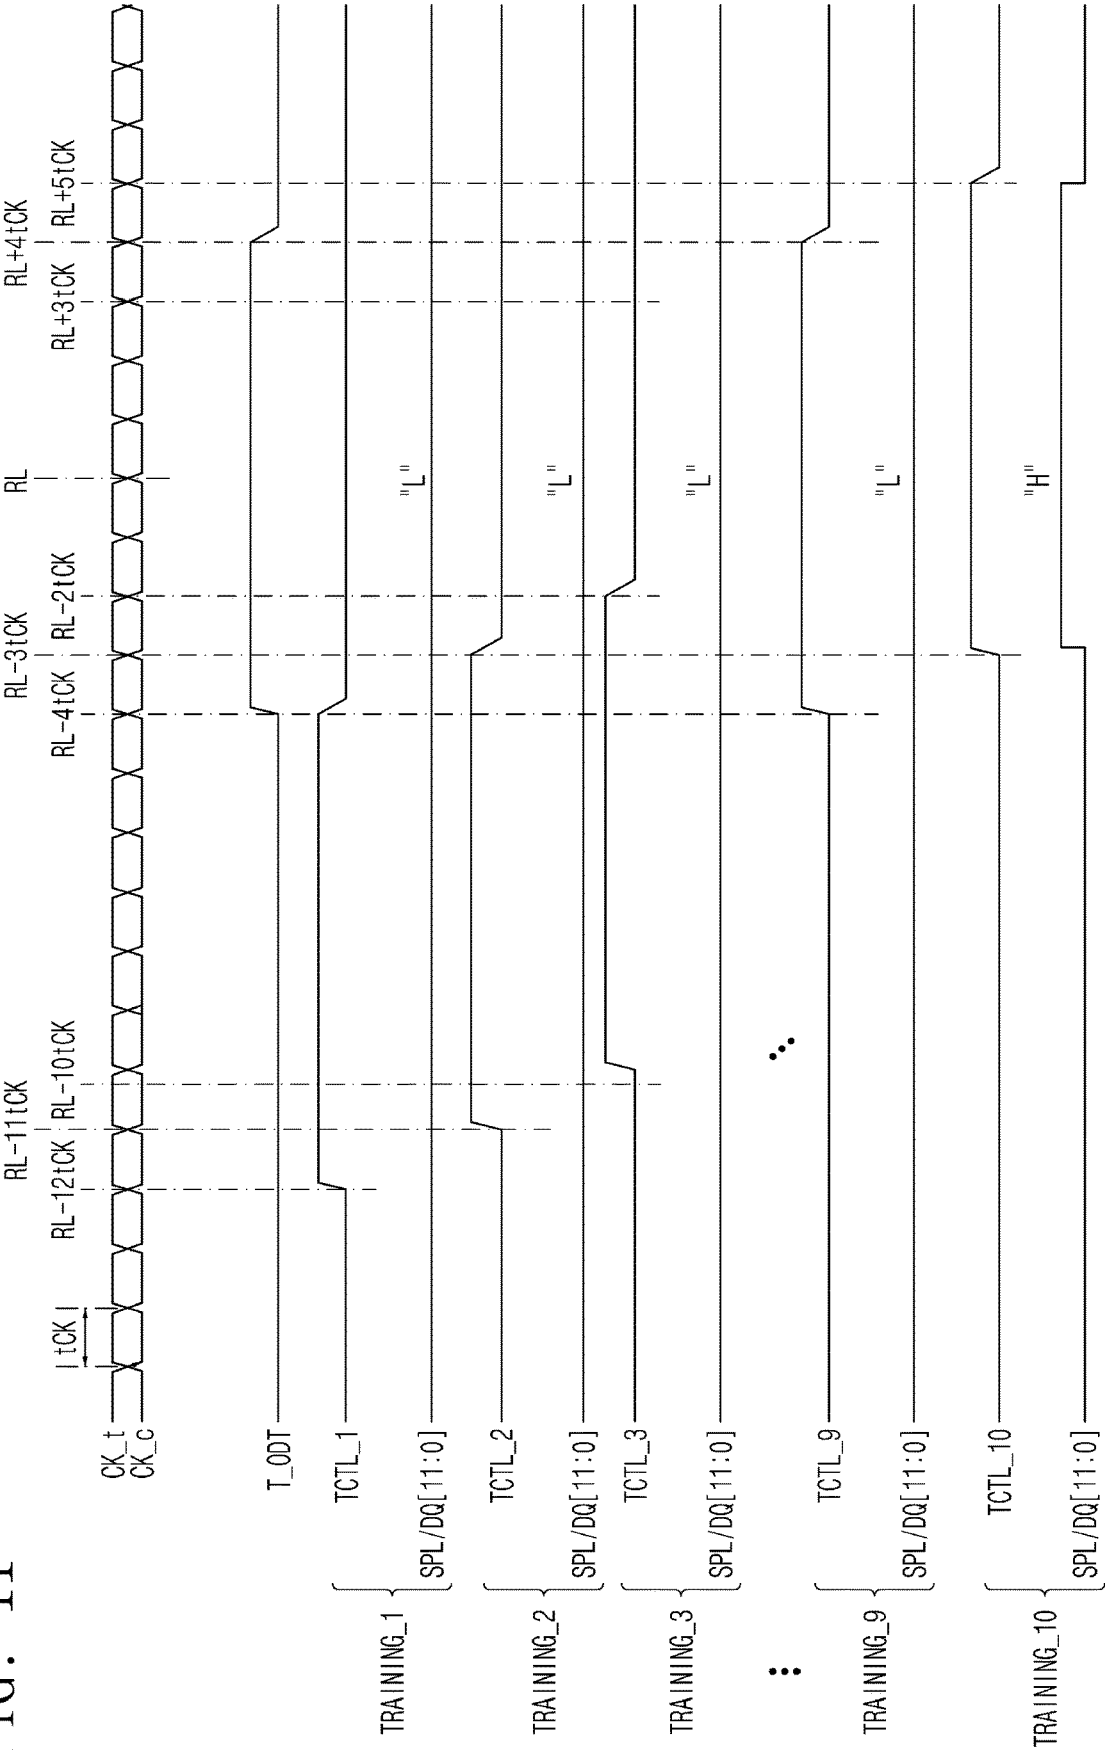 RL-11tCK
RL-3tCK
RL
RL+4tCK
tCK
RL-12tCK
RL-10tCK
RL-4tCK
RL-2tCK
RL+3tCK
RL+5tCK
CK_t
CK_c
T_ODT
TRAINING_1
TCTL_1
SPL/DQ[11:0]
"L"
TRAINING_2
TCTL_2
SPL/DQ[11:0]
"L"
TRAINING_3
TCTL_3
SPL/DQ[11:0]
"L"
TRAINING_9
TCTL_9
SPL/DQ[11:0]
"L"
TRAINING_10
TCTL_10
SPL/DQ[11:0]
"H"